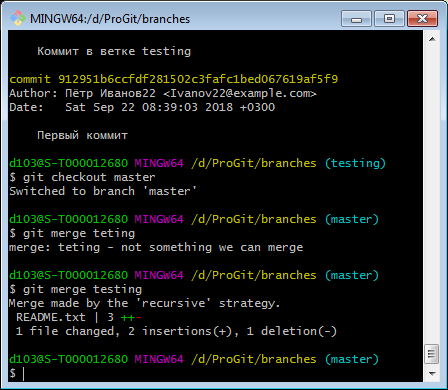 MINGW64:/d/ProGit/branches
Коммит в ветке testing
commit 912951b6ccfdf281502c3fafc1bed067619af5f9
Author: Пётр Иванов22 <Ivanov22@example.com>
Date:   Sat Sep 22 08:39:03 2018 +0300
Первый коммит
d103@S-T000012680 MINGW64 /d/ProGit/branches (testing)
$ git checkout master
Switched to branch 'master'
d103@S-T000012680 MINGW64 /d/ProGit/branches (master)
$ git merge teting
merge: teting - not something we can merge
d103@S-T000012680 MINGW64 /d/ProGit/branches (master)
$ git merge testing
Merge made by the 'recursive' strategy.
README.txt | 3 ++-
1 file changed, 2 insertions(+), 1 deletion(-)
d103@S-T000012680 MINGW64 /d/ProGit/branches (master)
$